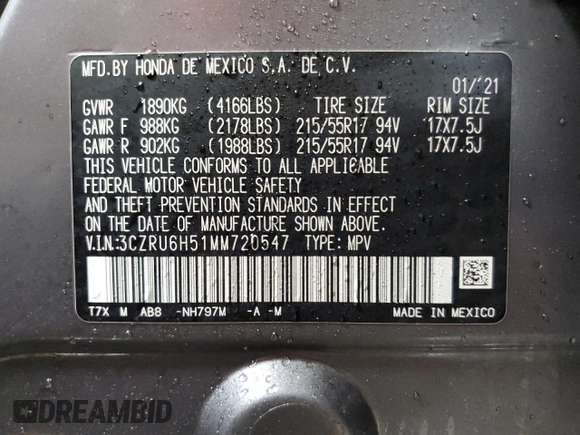 MFD.BY HONDA DE MEXICO S.A. DE C.V.
01/'21
GVWR 1890KG (4166LBS) TIRE SIZE RIM SIZE
GAWR F 988KG (2178LBS) 215/55R17 94V 17X7.5J
GAWR R 902KG (1988LBS) 215/55R17 94V 17X7.5J
THIS VEHICLE CONFORMS TO ALL APPLICABLE
FEDERAL MOTOR VEHICLE SAFETY
AND THEFT PREVENTION STANDARDS IN EFFECT
ON THE DATE OF MANUFACTURE SHOWN ABOVE.
V.I.N:3CZRU6H51MM720547 TYPE: MPV
T7X M AB8 -NH797M -A -M MADE IN MEXICO
DREAMBID